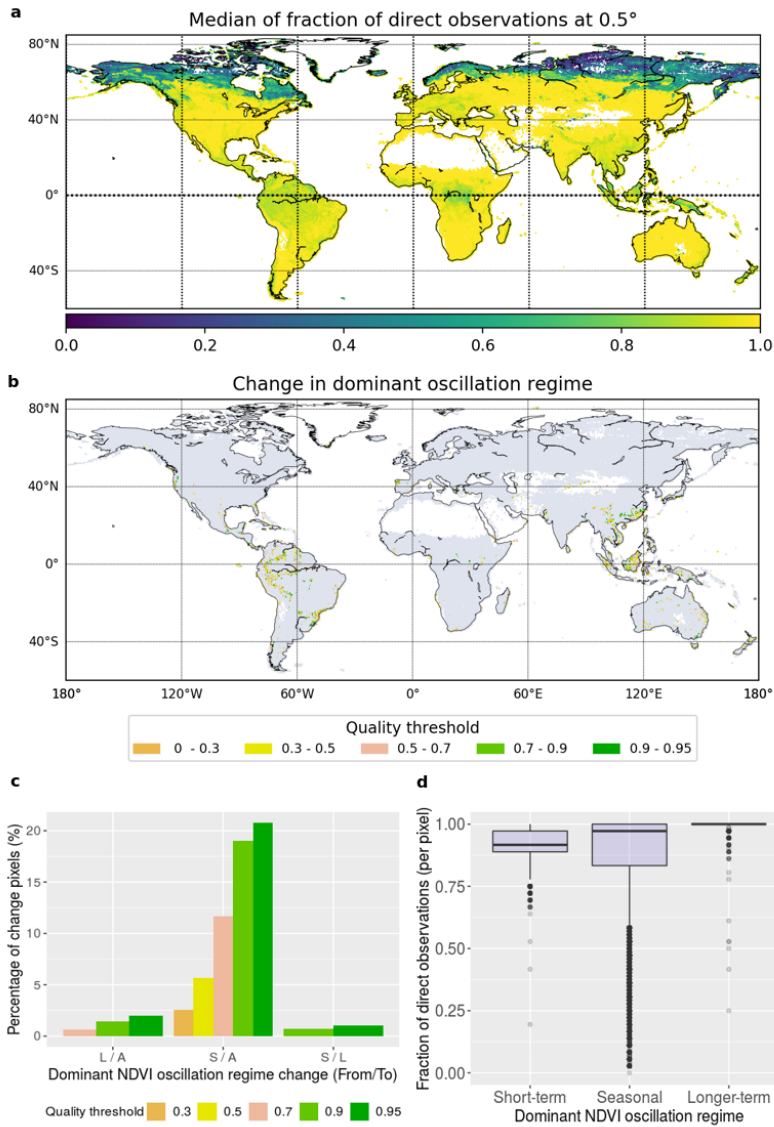 a
Median of fraction of direct observations at 0.5°
80°N
40°N
0°
40°S
0.0 0.2 0.4 0.6 0.8 1.0
b
Change in dominant oscillation regime
80°N
40°N
0°
40°S
180° 120°W 60°W 0° 60°E 120°E 180°
Quality threshold
0 - 0.3 0.3 - 0.5 0.5 - 0.7 0.7 - 0.9 0.9 - 0.95
c
Percentage of change pixels (%)
20
15
10
5
0
L / A S / A S / L
Dominant NDVI oscillation regime change (From/To)
Quality threshold 0.3 0.5 0.7 0.9 0.95
d
Fraction of direct observations (per pixel)
1.00
0.75
0.50
0.25
0.00
Short-term Seasonal Longer-term
Dominant NDVI oscillation regime